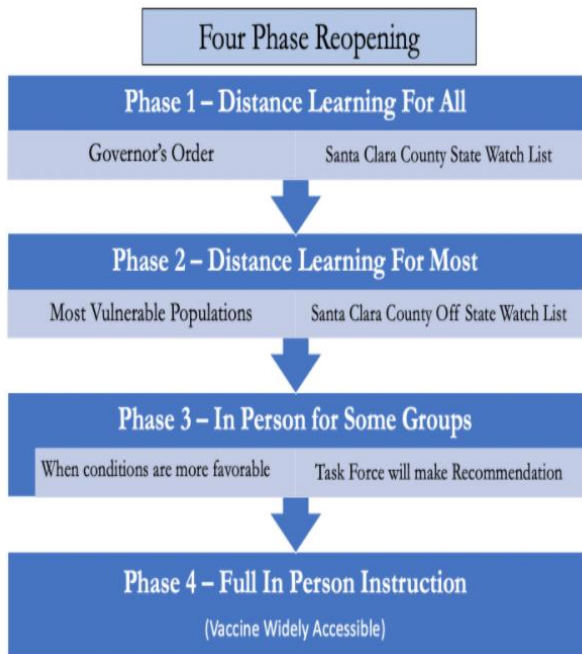 Four Phase Reopening
Phase 1 – Distance Learning For All
Governor's Order
Santa Clara County State Watch List
Phase 2 – Distance Learning For Most
Most Vulnerable Populations
Santa Clara County Off State Watch List
Phase 3 – In Person for Some Groups
When conditions are more favorable
Task Force will make Recommendation
Phase 4 – Full In Person Instruction
(Vaccine Widely Accessible)